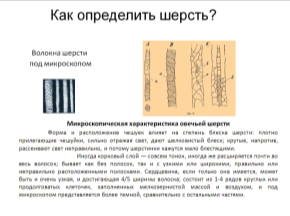 Как определить шерсть?
Волокна шерсти
под микроскопом
Микроскопическая характеристика овечьей шерсти
Форма и расположение чешуек влияет на степень блеска шерсти: плотно
прилегающие чешуйки, сильно отражая свет, дают шелковистый блеск; крутые, напротив,
рассеивают свет неправильно, и потому шерстинки кажутся мало блестящими.
Иногда корковый слой — совсем тонок, иногда же расширяется почти во
весь волокон; бывает как без полосок, так и с узкими или широкими, правильно или
неправильно расположенными полосками. Сердцевина, если только она имеется, может
быть и очень узкая, и достигающая 4/5 ширины волокна; состоит из 1-4 рядов круглых или
продолговатых клеточек, заполненных мелкозернистой массой и воздухом, и под
микроскопом представляется более темной, сравнительно с остальными частями.